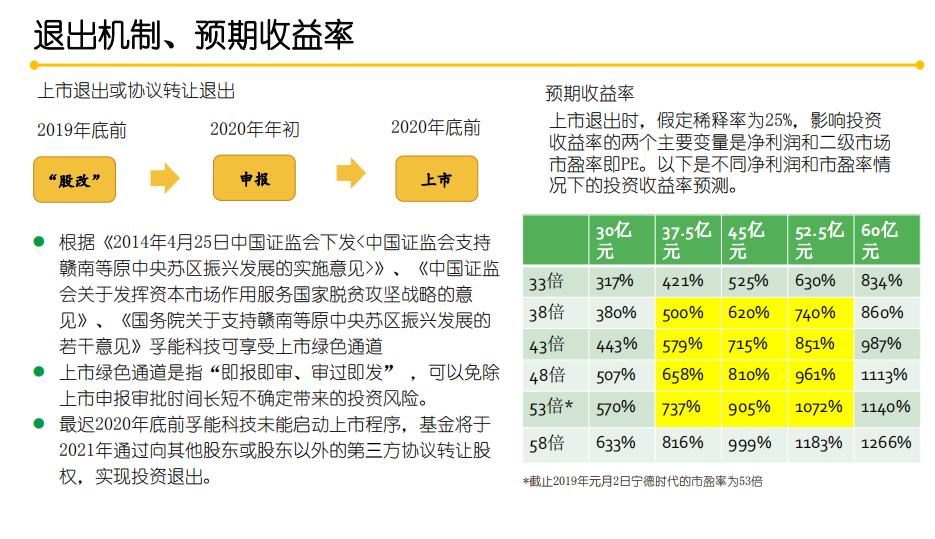 退出机制、预期收益率
上市退出或协议转让退出
2019年底前
2020年年初
2020年底前
“股改”
申报
上市
根据《2014年4月25日中国证监会下发<中国证监会支持
赣南等原中央苏区振兴发展的实施意见>》、《中国证监
会关于发挥资本市场作用服务国家脱贫攻坚战略的意
见》、《国务院关于支持赣南等原中央苏区振兴发展的
若干意见》孚能科技可享受上市绿色通道
上市绿色通道是指“即报即审、审过即发” ，可以免除
上市申报审批时间长短不确定带来的投资风险。
最迟2020年底前孚能科技未能启动上市程序，基金将于
2021年通过向其他股东或股东以外的第三方协议转让股
权，实现投资退出。
预期收益率
上市退出时，假定稀释率为25%，影响投资
收益率的两个主要变量是净利润和二级市场
市盈率即PE。以下是不同净利润和市盈率情
况下的投资收益率预测。
30亿元 37.5亿元 45亿元 52.5亿元 60亿元
33倍 317% 421% 525% 630% 834%
38倍 380% 500% 620% 740% 860%
43倍 443% 579% 715% 851% 987%
48倍 507% 658% 810% 961% 1113%
53倍* 570% 737% 905% 1072% 1140%
58倍 633% 816% 999% 1183% 1266%
*截止2019年元月2日宁德时代的市盈率为53倍